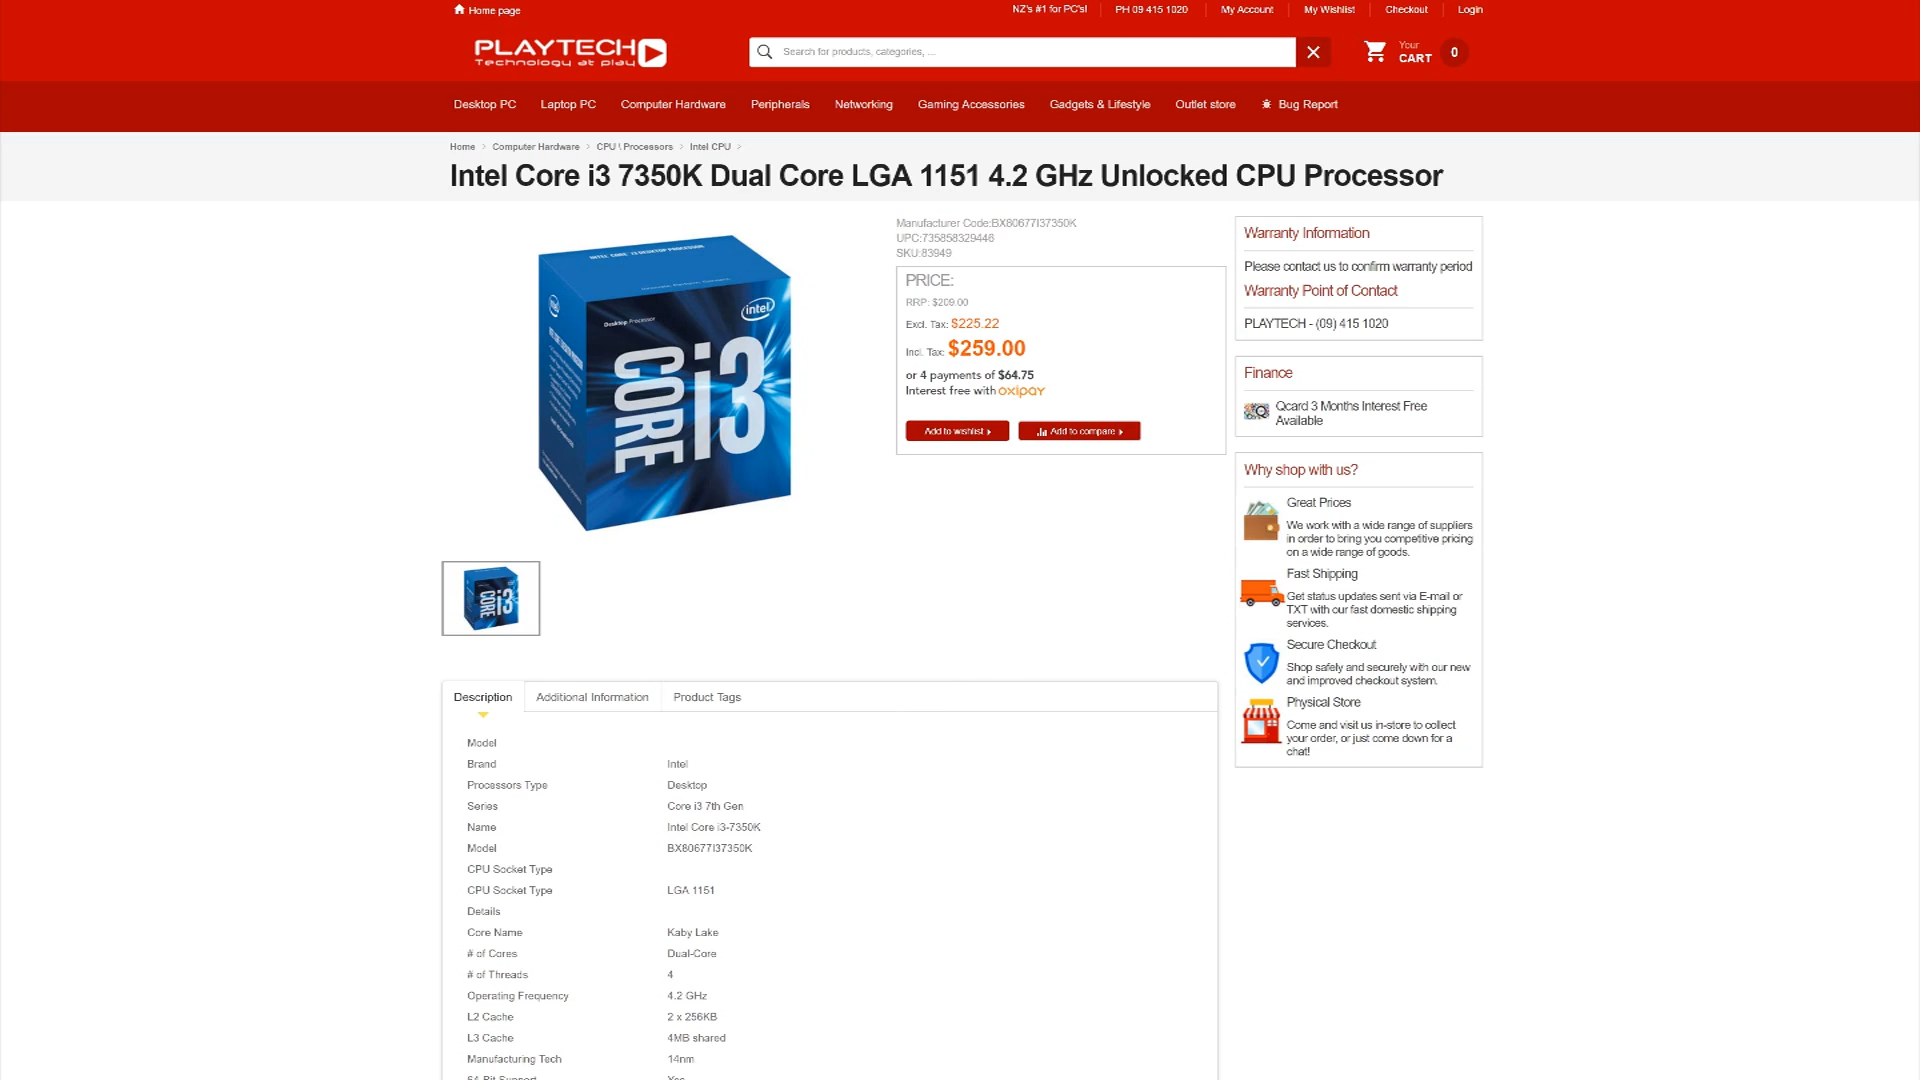 Home page
NZ's #1 for PC's!
PH 09 415 1020
My Account
My Wishlist
Checkout
Login
PLAYTECH
Technology at play
Search for products, categories, ...
Your
CART
0
Desktop PC
Laptop PC
Computer Hardware
Peripherals
Networking
Gaming Accessories
Gadgets & Lifestyle
Outlet store
Bug Report
Home > Computer Hardware > CPU \ Processors > Intel CPU >
Intel Core i3 7350K Dual Core LGA 1151 4.2 GHz Unlocked CPU Processor
INTEL CORE i3 DESKTOP PROCESSOR
Desktop Processor
intel
CORE i3
CORE i3
Manufacturer Code:BX80677I37350K
UPC:735858329446
SKU:83949
PRICE:
RRP: $209.00
Excl. Tax: $225.22
Incl. Tax: $259.00
or 4 payments of $64.75
Interest free with oxipay
Add to wishlist
Add to compare
Warranty Information
Please contact us to confirm warranty period
Warranty Point of Contact
PLAYTECH - (09) 415 1020
Finance
Qcard 3 Months Interest Free
Available
Why shop with us?
Great Prices
We work with a wide range of suppliers
in order to bring you competitive pricing
on a wide range of goods.
Fast Shipping
Get status updates sent via E-mail or
TXT with our fast domestic shipping
services.
Secure Checkout
Shop safely and securely with our new
and improved checkout system.
Physical Store
Come and visit us in-store to collect
your order, or just come down for a
chat!
Description
Additional Information
Product Tags
Model
Brand Intel
Processors Type Desktop
Series Core i3 7th Gen
Name Intel Core i3-7350K
Model BX80677I37350K
CPU Socket Type
CPU Socket Type LGA 1151
Details
Core Name Kaby Lake
# of Cores Dual-Core
# of Threads 4
Operating Frequency 4.2 GHz
L2 Cache 2 x 256KB
L3 Cache 4MB shared
Manufacturing Tech 14nm
64-Bit Support Yes